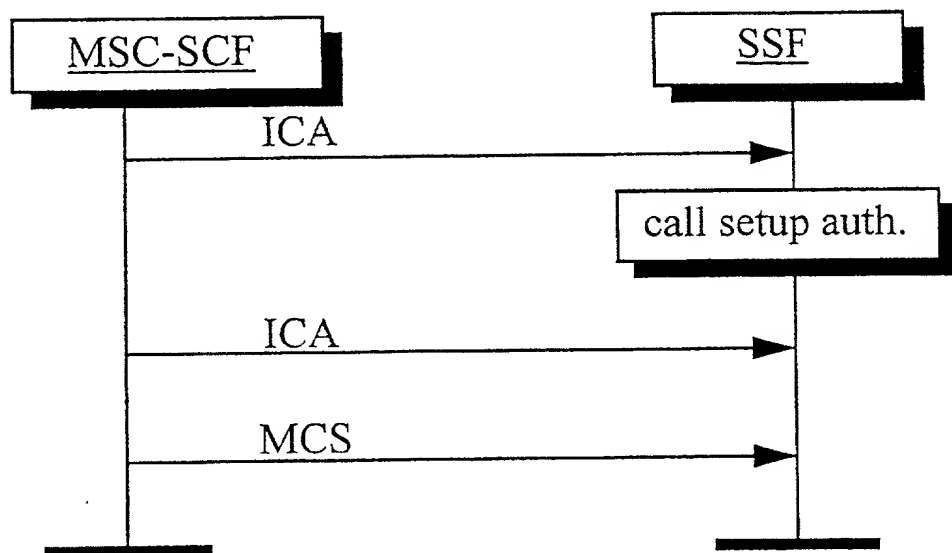 MSC-SCF
SSF
ICA
call setup auth.
ICA
MCS